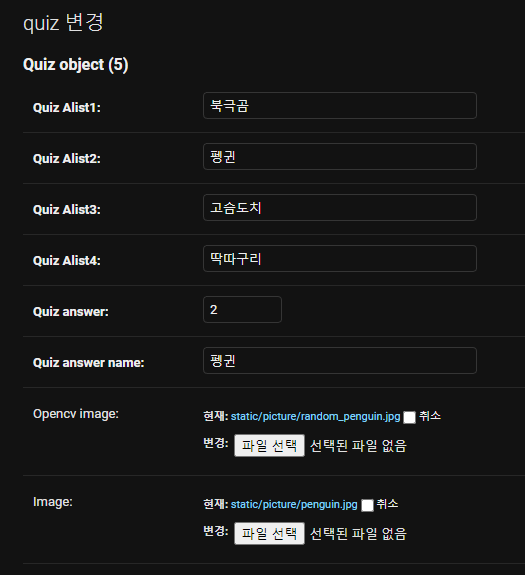 quiz 변경
Quiz object (5)
Quiz Alist1: 북극곰
Quiz Alist2: 펭귄
Quiz Alist3: 고슴도치
Quiz Alist4: 딱따구리
Quiz answer: 2
Quiz answer name: 펭귄
Opencv image: 현재: static/picture/random_penguin.jpg 취소
변경: 파일 선택 선택된 파일 없음
Image: 현재: static/picture/penguin.jpg 취소
변경: 파일 선택 선택된 파일 없음